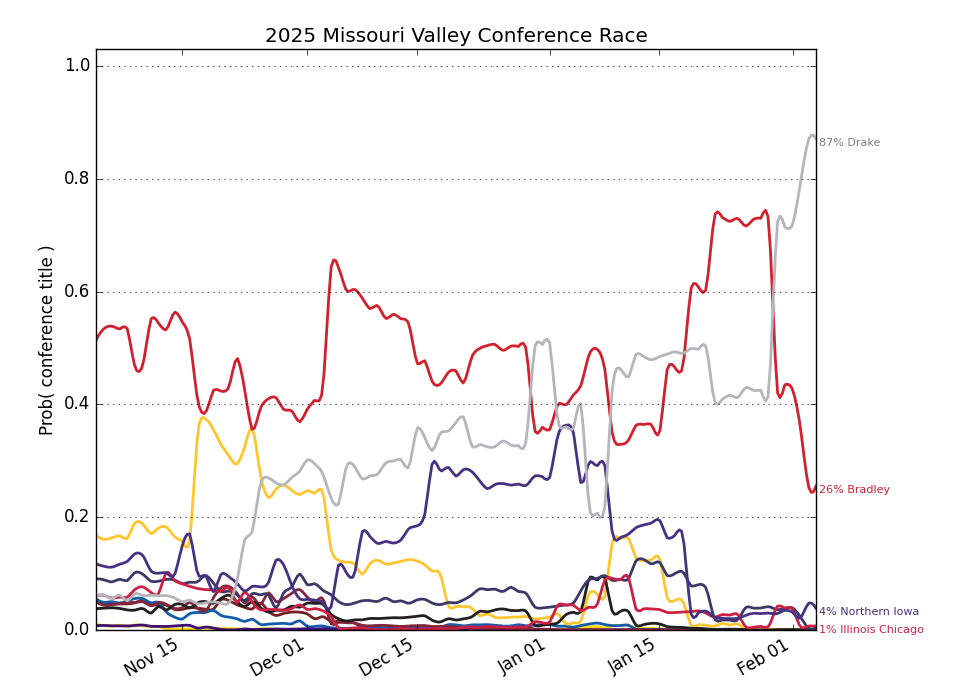 2025 Missouri Valley Conference Race
Prob( conference title )
1.0
0.8
0.6
0.4
0.2
0.0
Nov 15
Dec 01
Dec 15
Jan 01
Jan 15
Feb 01
87% Drake
26% Bradley
4% Northern Iowa
1% Illinois Chicago